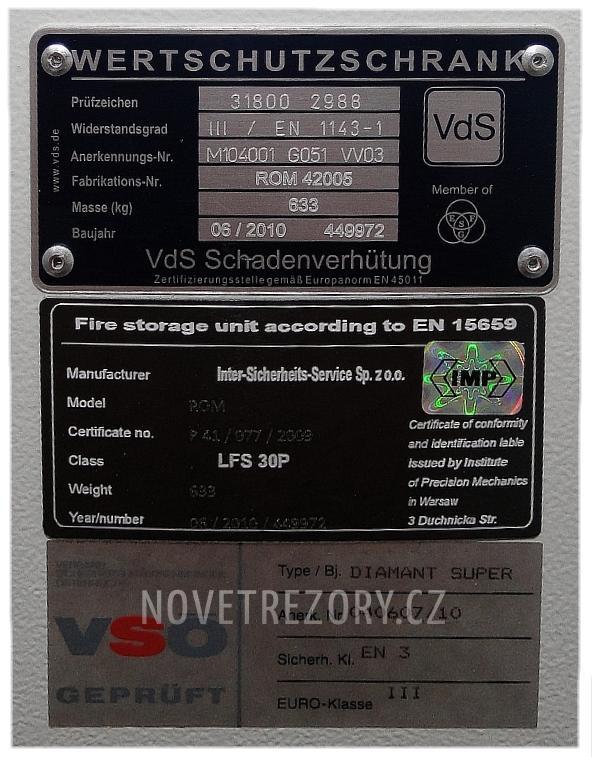 WERTSCHUTZSCHRANK
Prüfzeichen 31800 2988
Widerstandsgrad III / EN 1143-1
Anerkennungs-Nr. M104001 G051 VV03
Fabrikations-Nr. ROM 42005
Masse (kg) 633
Baujahr 06 / 2010 449972
www.vds.de
VdS
Member of
E S F G
VdS Schadenverhütung
Zertifizierungsstelle gemäß Europanorm EN 45011
Fire storage unit according to EN 15659
Manufacturer Inter-Sicherheits-Service Sp. z o.o.
Model ROM
Certificate no. P 41 / 077 / 2009
Class LFS 30P
Weight 633
Year/number 06 / 2010 / 449972
IMP
Certificate of conformity
and identification lable
issued by Institute
of Precision Mechanics
in Warsaw
3 Duchnicka Str.
VSO
GEPRÜFT
Type / Bj. DIAMANT SUPER
Anerk. Nr.
Sicherh. Kl. EN 3
EURO-Klasse III
NOVETREZORY.CZ